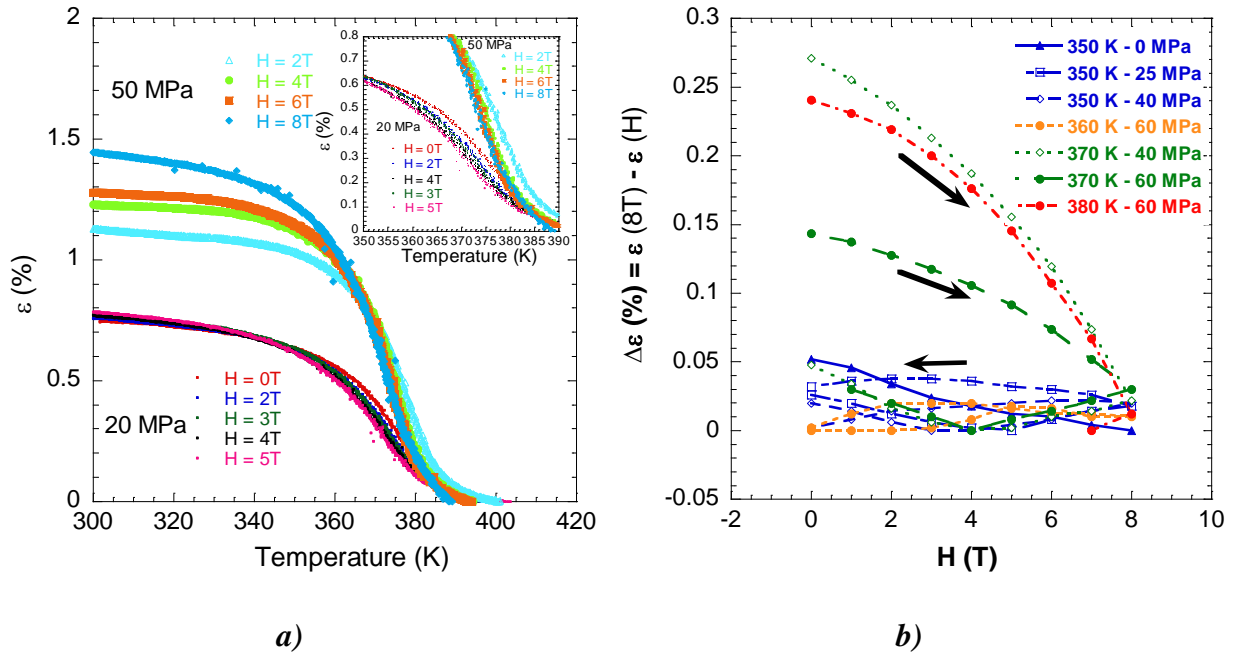 a)
b)
50 MPa
H = 2T
H = 4T
H = 6T
H = 8T
20 MPa
H = 0T
H = 2T
H = 3T
H = 4T
H = 5T
ε (%)
2
1.5
1
0.5
0
300 320 340 360 380 400 420
Temperature (K)
50 MPa
H = 2T
H = 4T
H = 6T
H = 8T
20 MPa
H = 0T
H = 2T
H = 4T
H = 3T
H = 5T
ε (%)
0.8
0.7
0.6
0.5
0.4
0.3
0.2
0.1
0
350 355 360 365 370 375 380 385 390
Temperature (K)
350 K - 0 MPa
350 K - 25 MPa
350 K - 40 MPa
360 K - 60 MPa
370 K - 40 MPa
370 K - 60 MPa
380 K - 60 MPa
Δε (%) = ε (8T) - ε (H)
0.3
0.25
0.2
0.15
0.1
0.05
0
-0.05
-2 0 2 4 6 8 10
H (T)
a)
b)